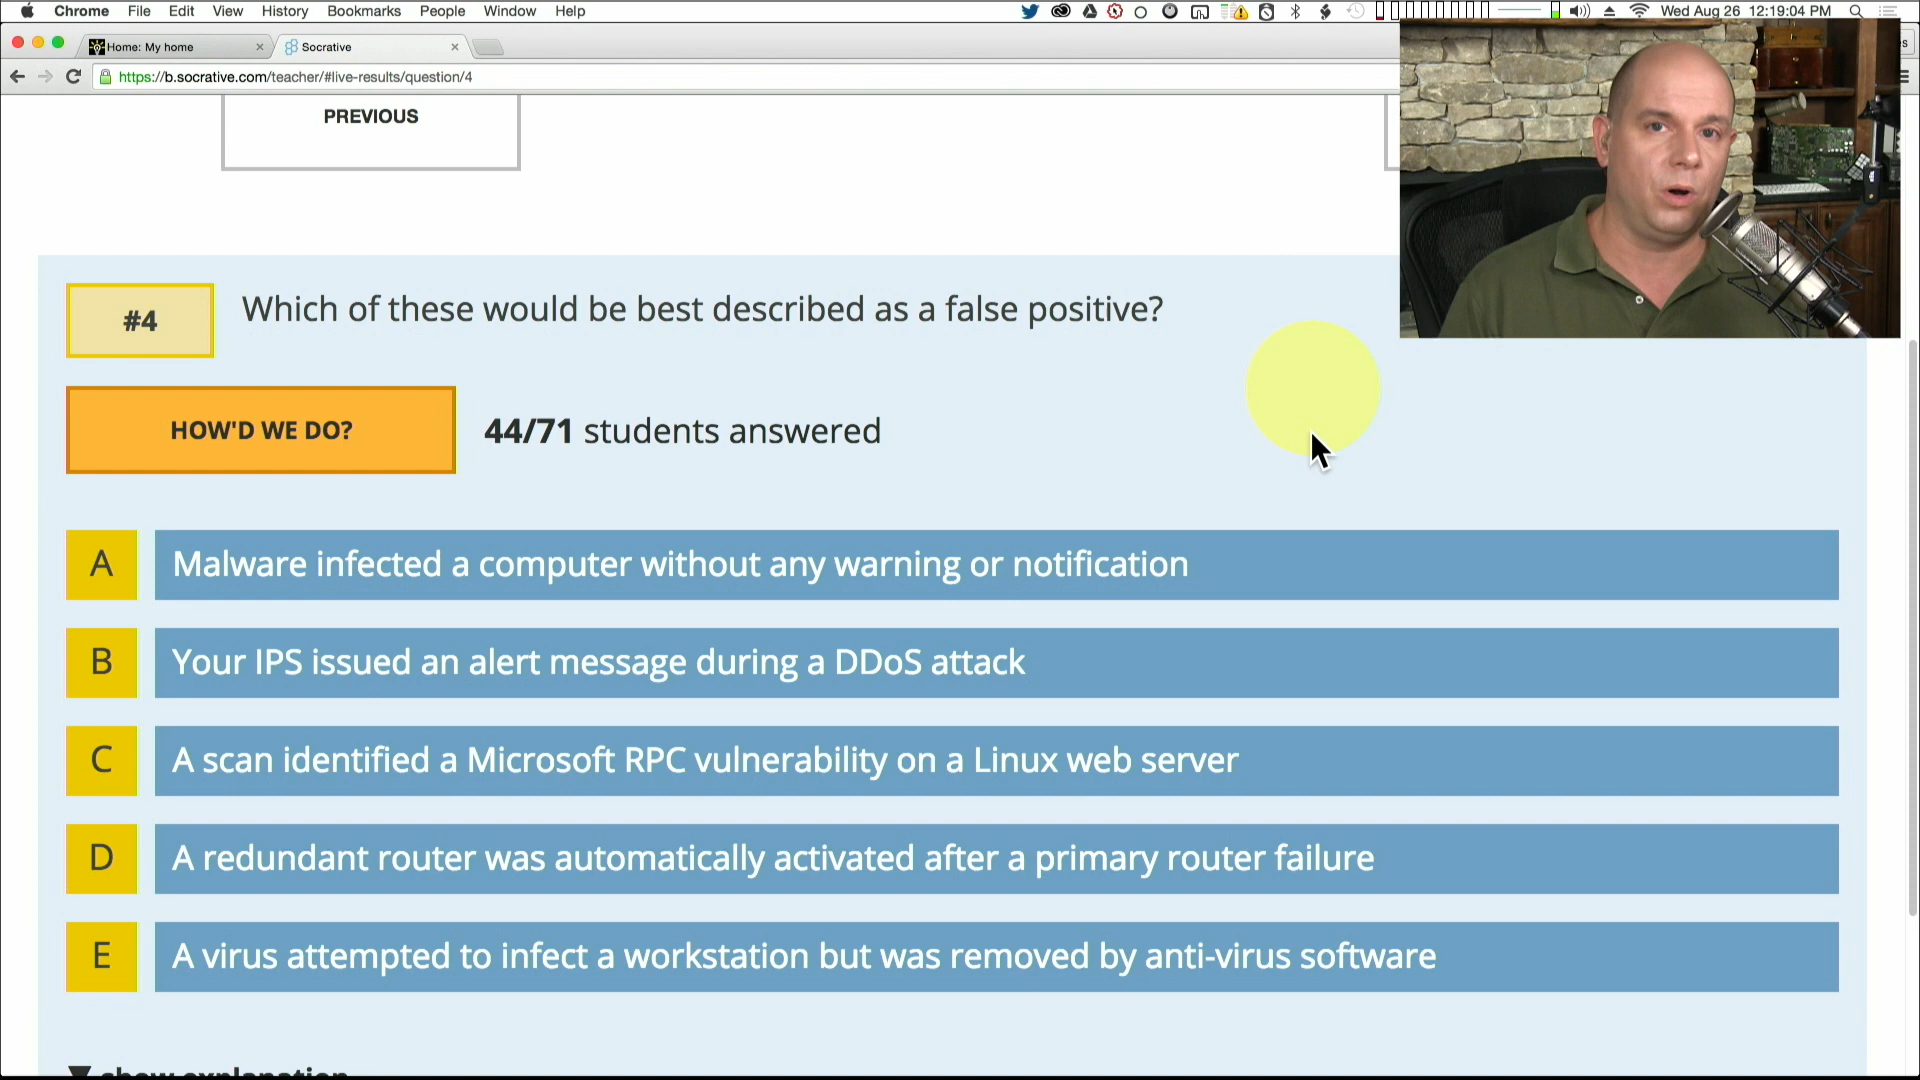 Chrome File Edit View History Bookmarks People Window Help Wed Aug 26 12:19:04 PM
Home: My home
Socrative
https://b.socrative.com/teacher/#live-results/question/4
PREVIOUS
#4 Which of these would be best described as a false positive?
HOW'D WE DO? 44/71 students answered
A Malware infected a computer without any warning or notification
B Your IPS issued an alert message during a DDoS attack
C A scan identified a Microsoft RPC vulnerability on a Linux web server
D A redundant router was automatically activated after a primary router failure
E A virus attempted to infect a workstation but was removed by anti-virus software
show explanation